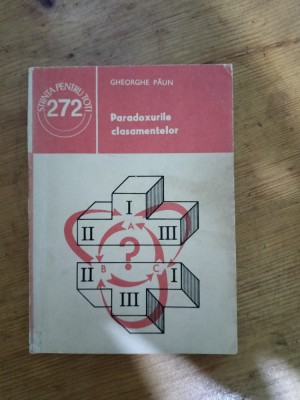 ȘTIINȚA PENTRU TOȚI
272
GHEORGHE PĂUN
Paradoxurile
clasamentelor
I
A
II
III
?
II
B
C
I
III